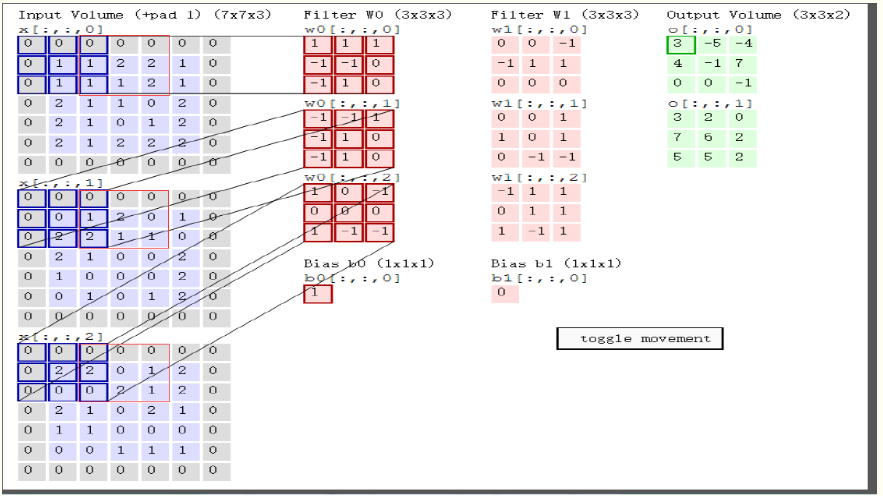 Input Volume (+pad 1) (7x7x3)
x[:,:,0]
0 0 0 0 0 0 0
0 1 1 2 2 1 0
0 1 1 1 2 1 0
0 2 1 1 0 2 0
0 2 1 0 1 2 0
0 2 1 2 2 2 0
0 0 0 0 0 0 0
x[:,:,1]
0 0 0 0 0 0 0
0 0 1 2 0 1 0
0 2 2 1 1 0 0
0 2 1 0 0 2 0
0 1 0 0 0 2 0
0 0 1 0 1 2 0
0 0 0 0 0 0 0
x[:,:,2]
0 0 0 0 0 0 0
0 2 2 0 1 2 0
0 0 0 2 1 2 0
0 2 1 0 2 1 0
0 1 1 0 0 0 0
0 0 0 1 1 1 0
0 0 0 0 0 0 0
Filter W0 (3x3x3)
w0[:,:,0]
1 1 1
-1 -1 0
-1 1 0
w0[:,:,1]
-1 -1 1
-1 1 0
-1 1 0
w0[:,:,2]
1 0 -1
0 0 0
1 -1 -1
Bias b0 (1x1x1)
b0[:,:,0]
1
Filter W1 (3x3x3)
w1[:,:,0]
0 0 -1
-1 1 1
0 0 0
w1[:,:,1]
0 0 1
1 0 1
0 -1 -1
w1[:,:,2]
-1 1 1
0 1 1
1 -1 1
Bias b1 (1x1x1)
b1[:,:,0]
0
Output Volume (3x3x2)
o[:,:,0]
3 -5 -4
4 -1 7
0 0 -1
o[:,:,1]
3 2 0
7 6 2
5 5 2
toggle movement